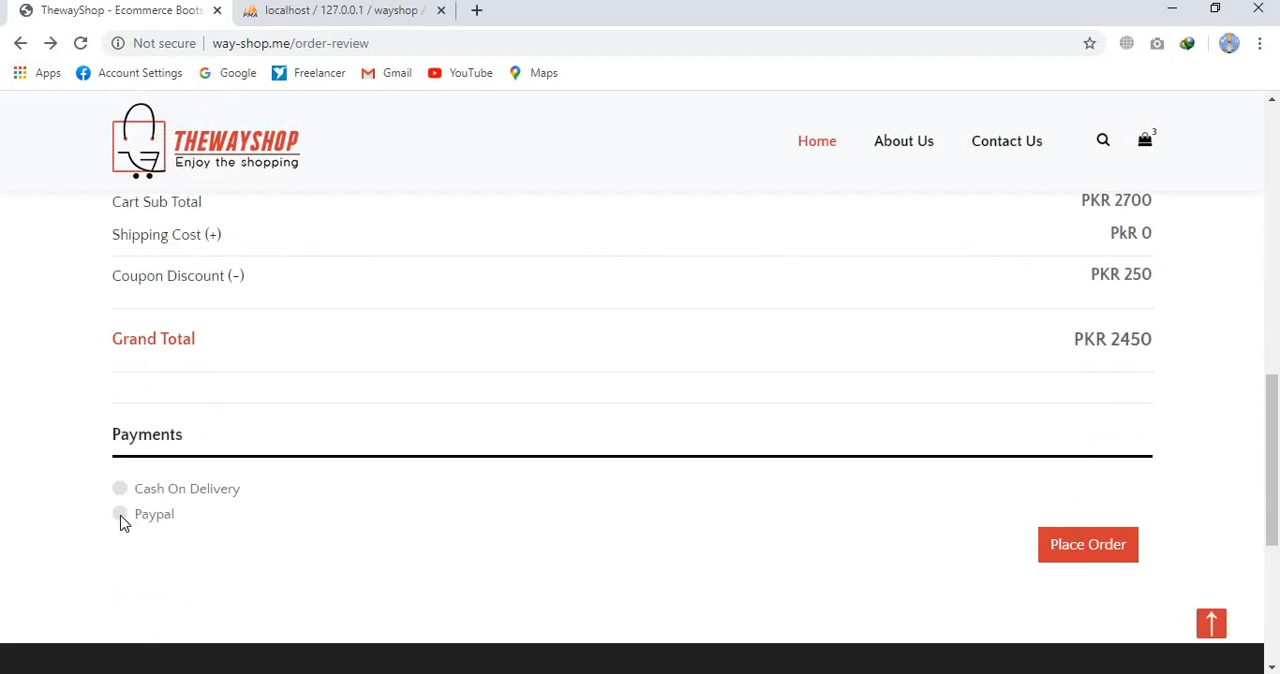 ThewayShop - Ecommerce Boots
localhost / 127.0.0.1 / wayshop /
Not secure
way-shop.me/order-review
Apps
Account Settings
Google
Freelancer
Gmail
YouTube
Maps
THEWAYSHOP
Enjoy the shopping
Home
About Us
Contact Us
3
Cart Sub Total
PKR 2700
Shipping Cost (+)
PkR 0
Coupon Discount (-)
PKR 250
Grand Total
PKR 2450
Payments
Cash On Delivery
Paypal
Place Order